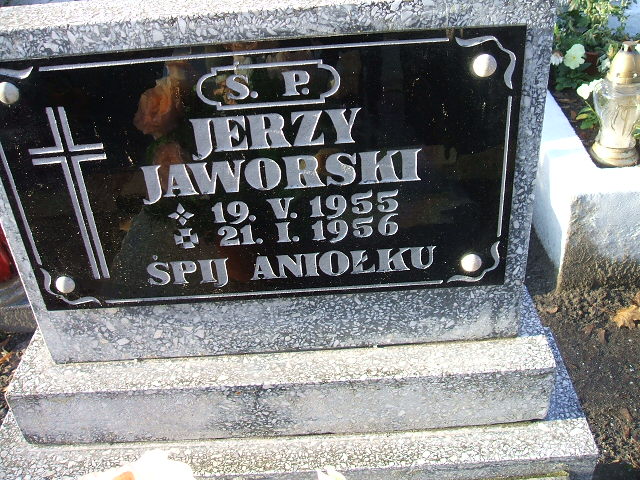 Ś. P.
JERZY
JAWORSKI
19. V. 1955
21. I. 1956
ŚPIJ ANIOŁKU